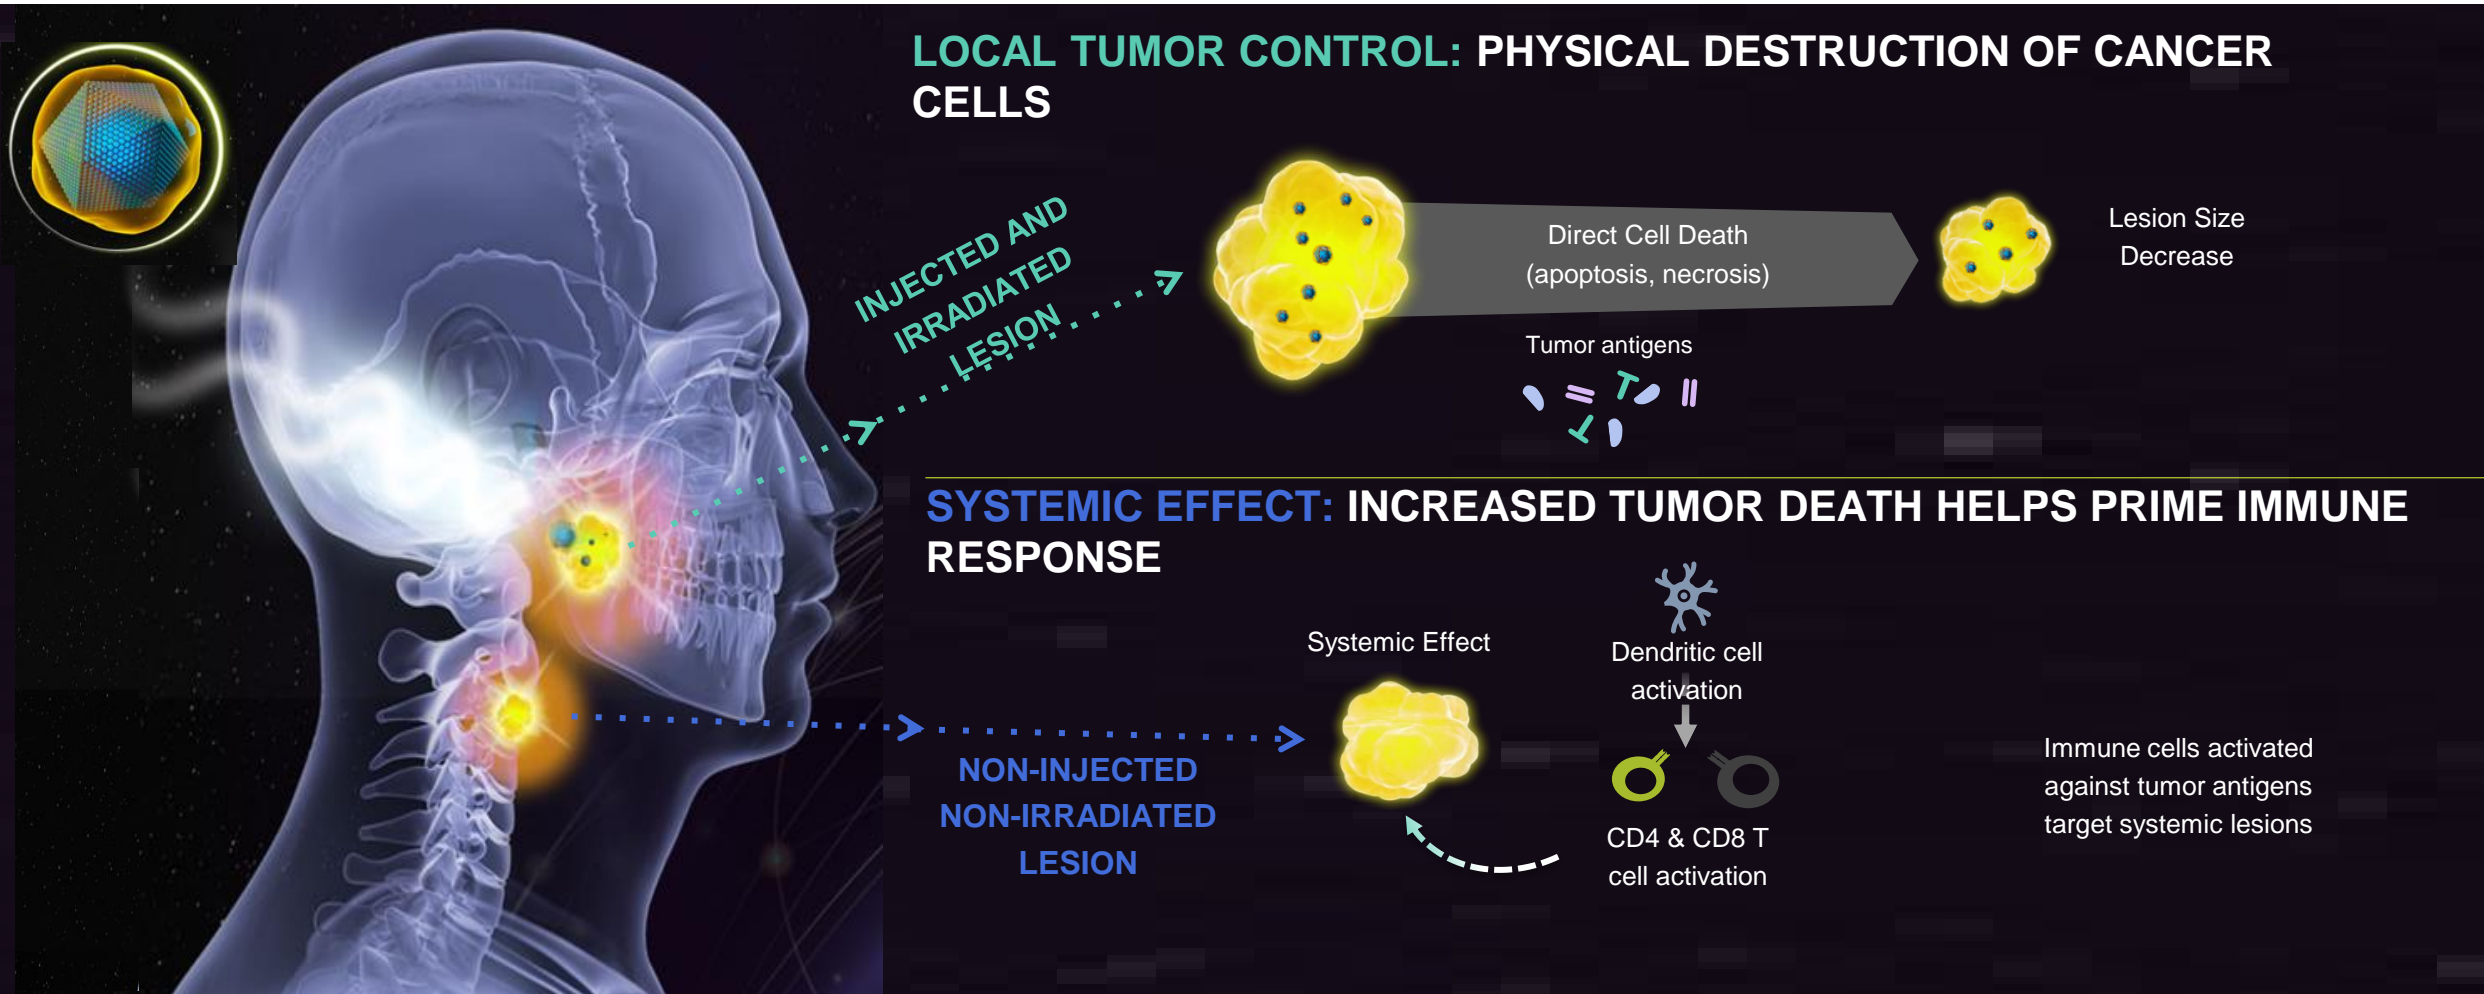 LOCAL TUMOR CONTROL: PHYSICAL DESTRUCTION OF CANCER
CELLS
INJECTED AND
IRRADIATED
LESION
Direct Cell Death
(apoptosis, necrosis)
Lesion Size
Decrease
Tumor antigens
SYSTEMIC EFFECT: INCREASED TUMOR DEATH HELPS PRIME IMMUNE
RESPONSE
Systemic Effect
Dendritic cell
activation
NON-INJECTED
NON-IRRADIATED
LESION
CD4 & CD8 T
cell activation
Immune cells activated
against tumor antigens
target systemic lesions